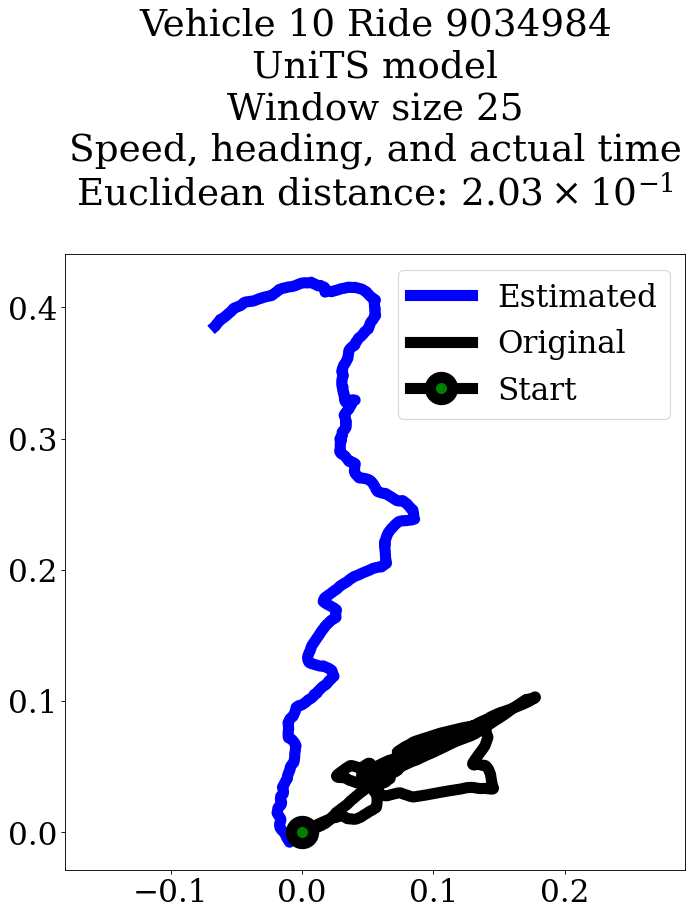 Vehicle 10 Ride 9034984
UniTS model
Window size 25
Speed, heading, and actual time
Euclidean distance: 2.03 × 10⁻¹
Estimated
Original
Start
0.4
0.3
0.2
0.1
0.0
−0.1 0.0 0.1 0.2